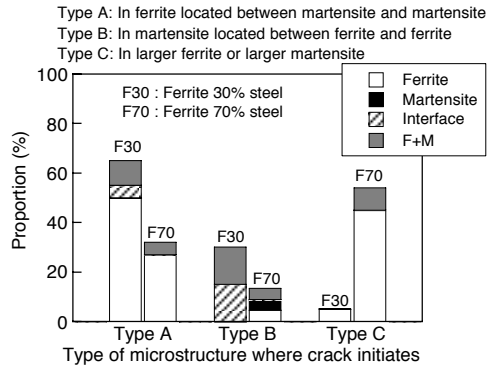 Type A: In ferrite located between martensite and martensite
Type B: In martensite located between ferrite and ferrite
Type C: In larger ferrite or larger martensite
100
80
60
40
20
0
Proportion (%)
F30 : Ferrite 30% steel
F70 : Ferrite 70% steel
Ferrite
Martensite
Interface
F+M
F30
F70
F30
F70
F30
F70
Type A
Type B
Type C
Type of microstructure where crack initiates